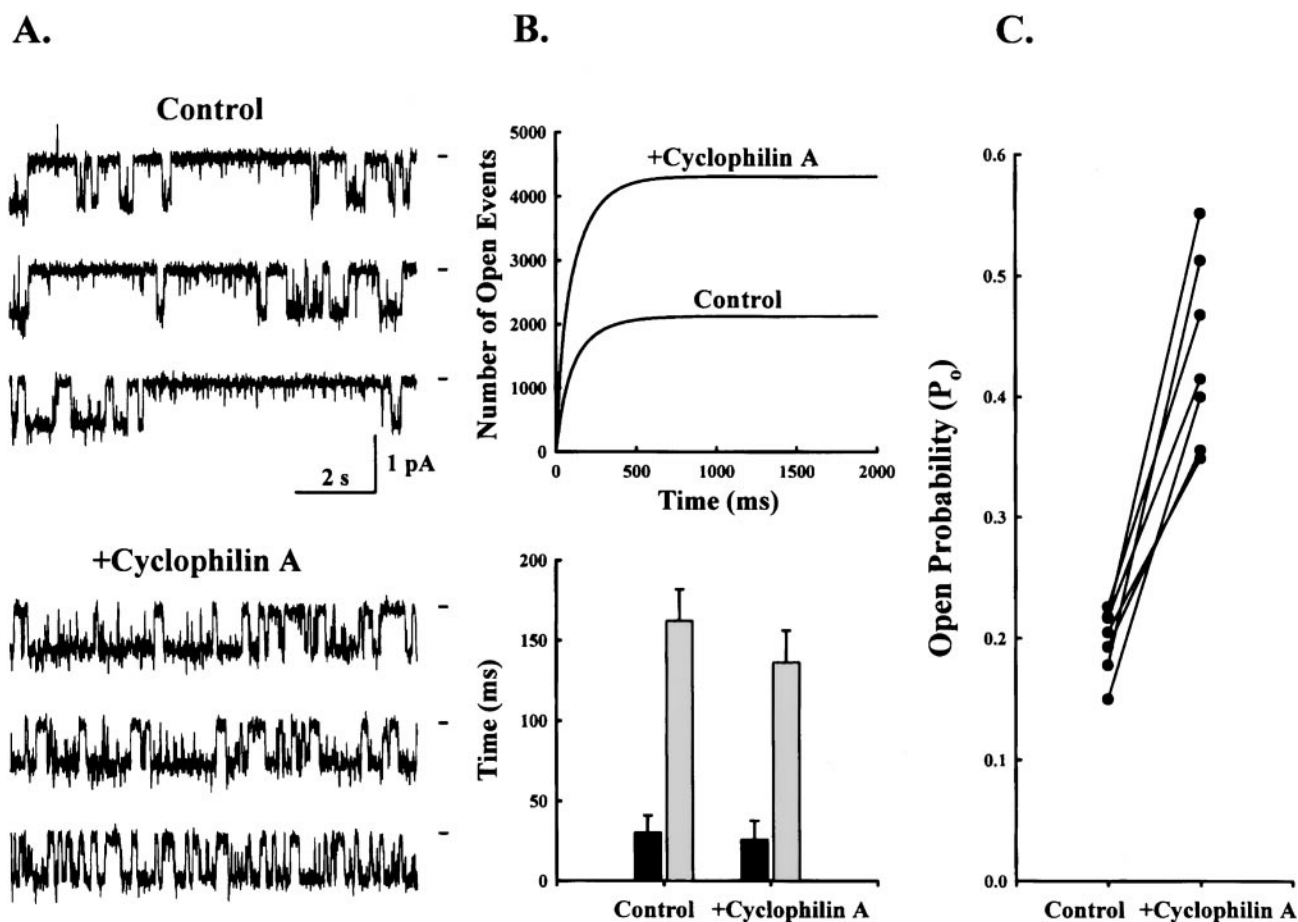 A.
Control
2 s
1 pA
+Cyclophilin A
B.
Number of Open Events
5000
4000
3000
2000
1000
0
+Cyclophilin A
Control
0 500 1000 1500 2000
Time (ms)
Time (ms)
200
150
100
50
0
Control +Cyclophilin A
C.
Open Probability (Po)
0.6
0.5
0.4
0.3
0.2
0.1
0.0
Control +Cyclophilin A